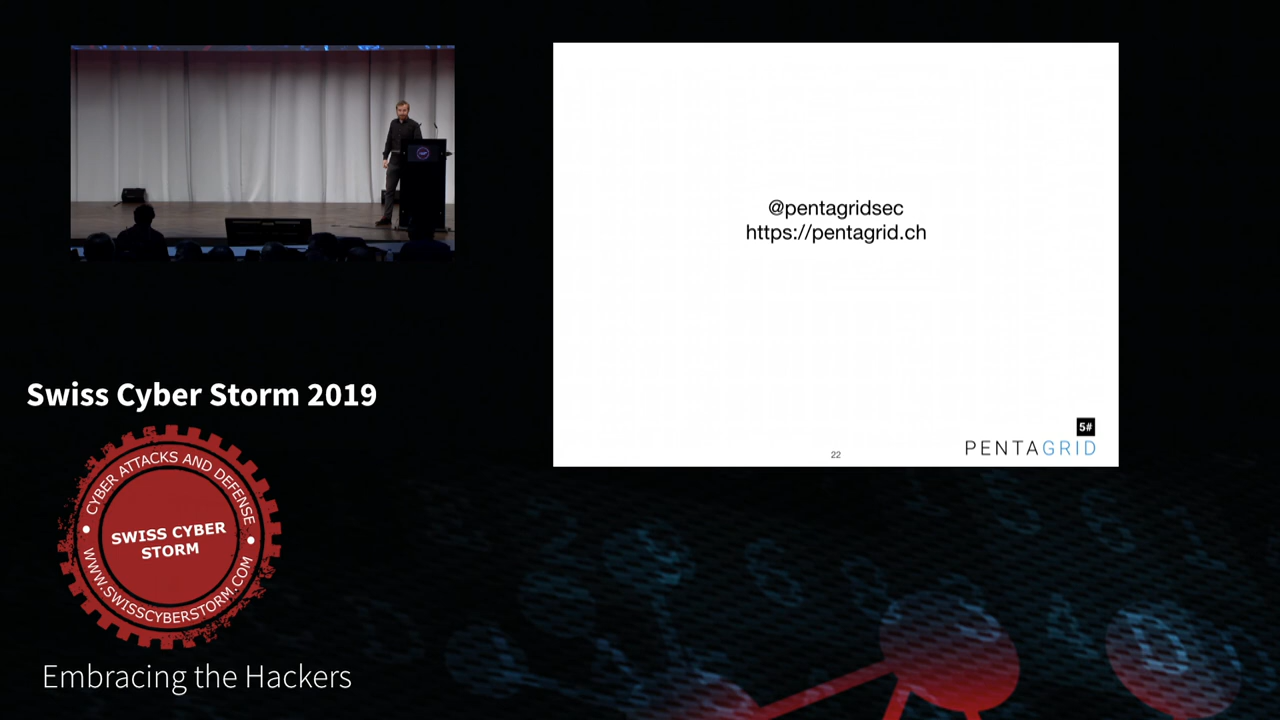 @pentagridsec
https://pentagrid.ch
5#
22
PENTAGRID
Swiss Cyber Storm 2019
CYBER ATTACKS AND DEFENSE
SWISS CYBER
STORM
WWW.SWISSCYBERSTORM.COM
Embracing the Hackers